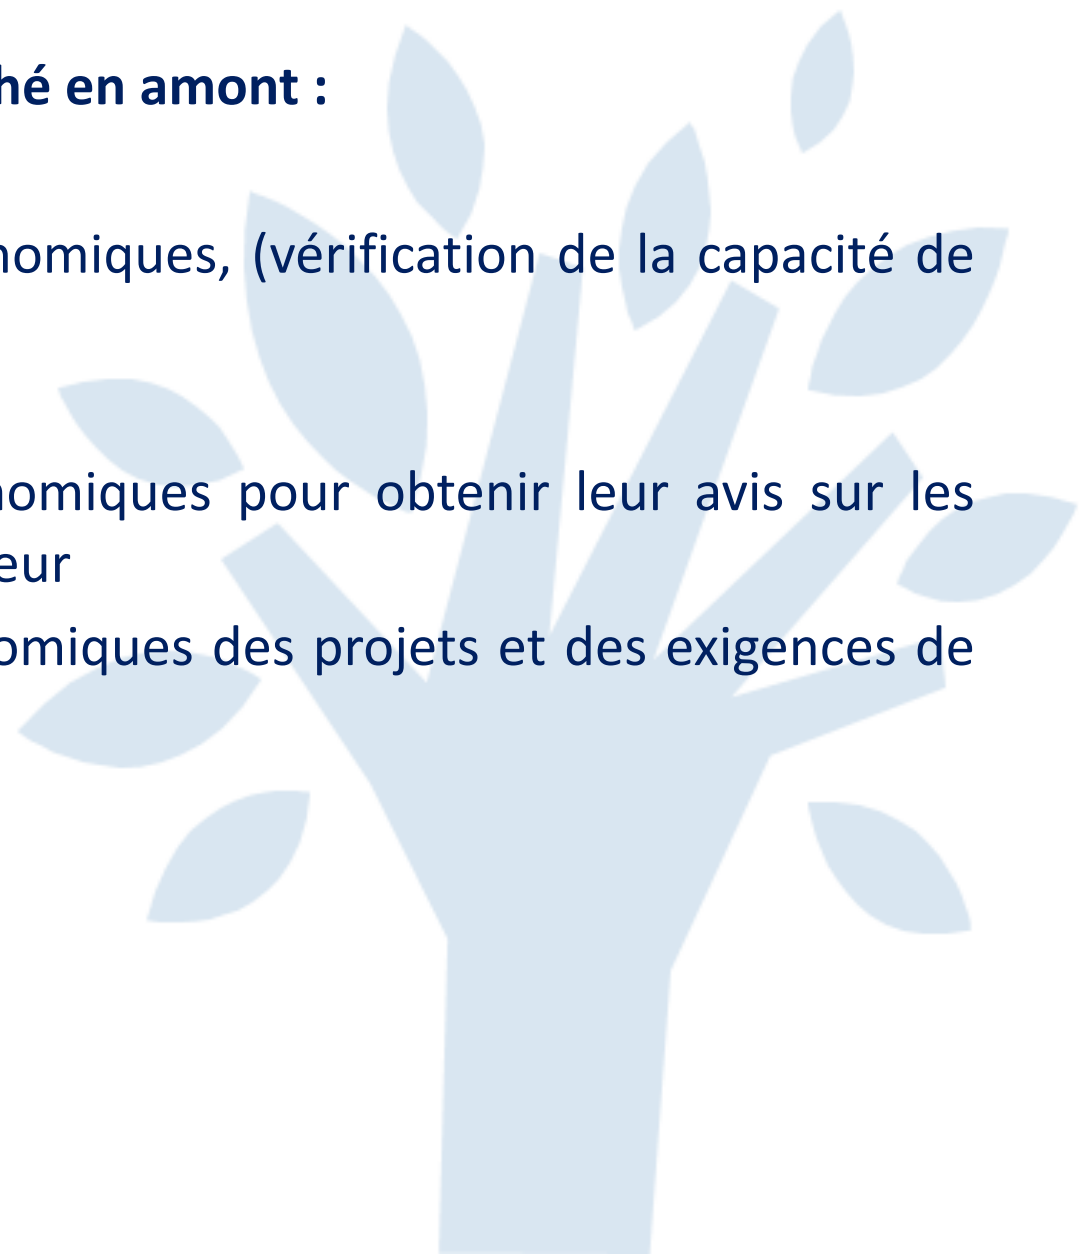 hé en amont :
nomiques, (vérification de la capacité de
nomiques pour obtenir leur avis sur les
eur
omiques des projets et des exigences de